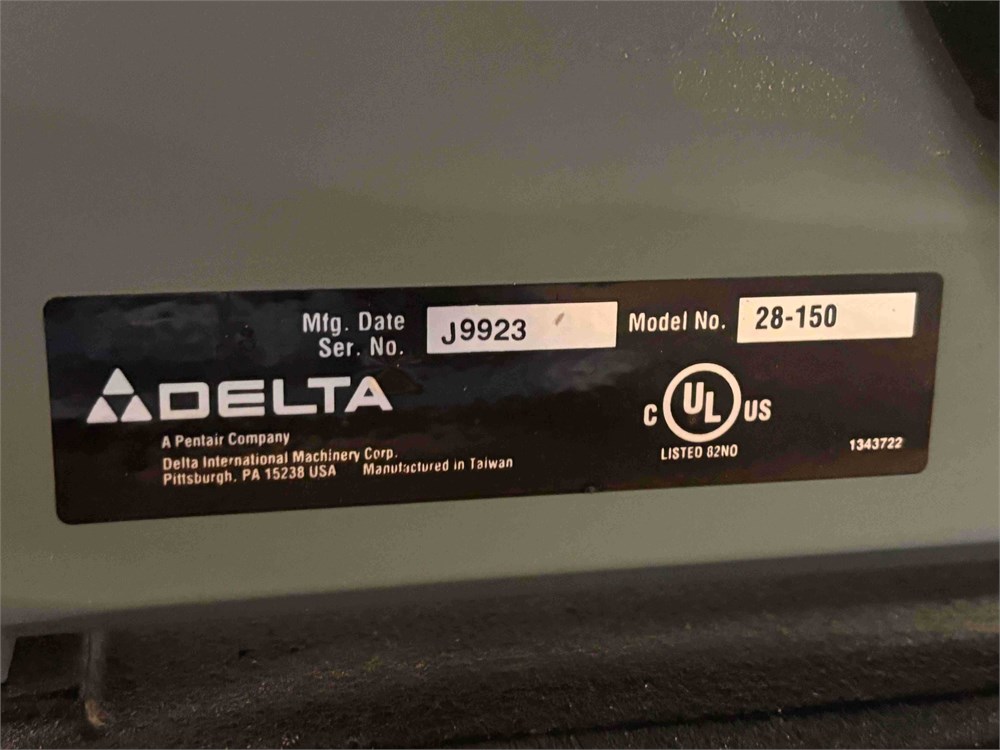 Mfg. Date
Ser. No.
J9923
Model No.
28-150
DELTA
A Pentair Company
Delta International Machinery Corp.
Pittsburgh, PA 15238 USA
Manufactured in Taiwan
C UL US
LISTED 82NO
1343722